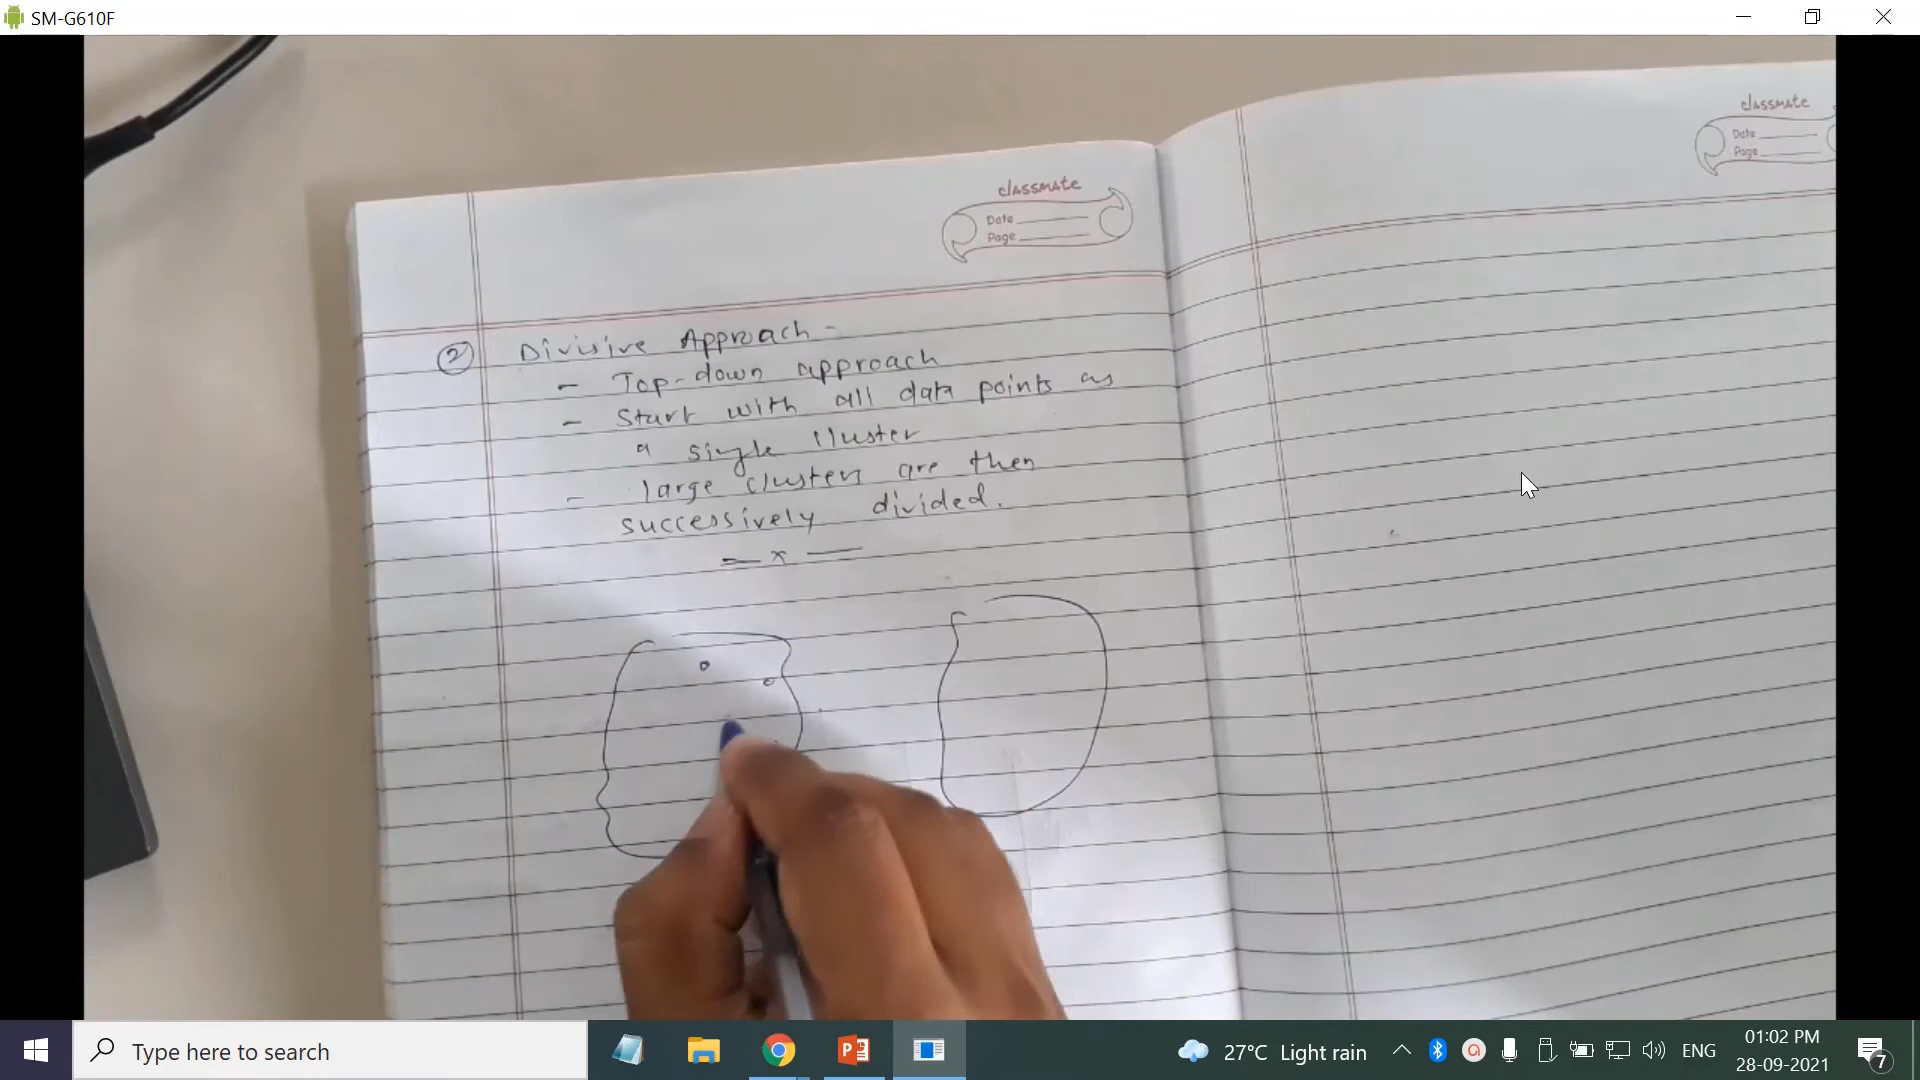 SM-G610F
classmate
Date
Page
classmate
Date
Page
② Divisive Approach -
- Top-down approach
- Start with all data points as
a single cluster
- large clusters are then
successively divided.
— x —
Type here to search
27°C Light rain
ENG
01:02 PM
28-09-2021
7